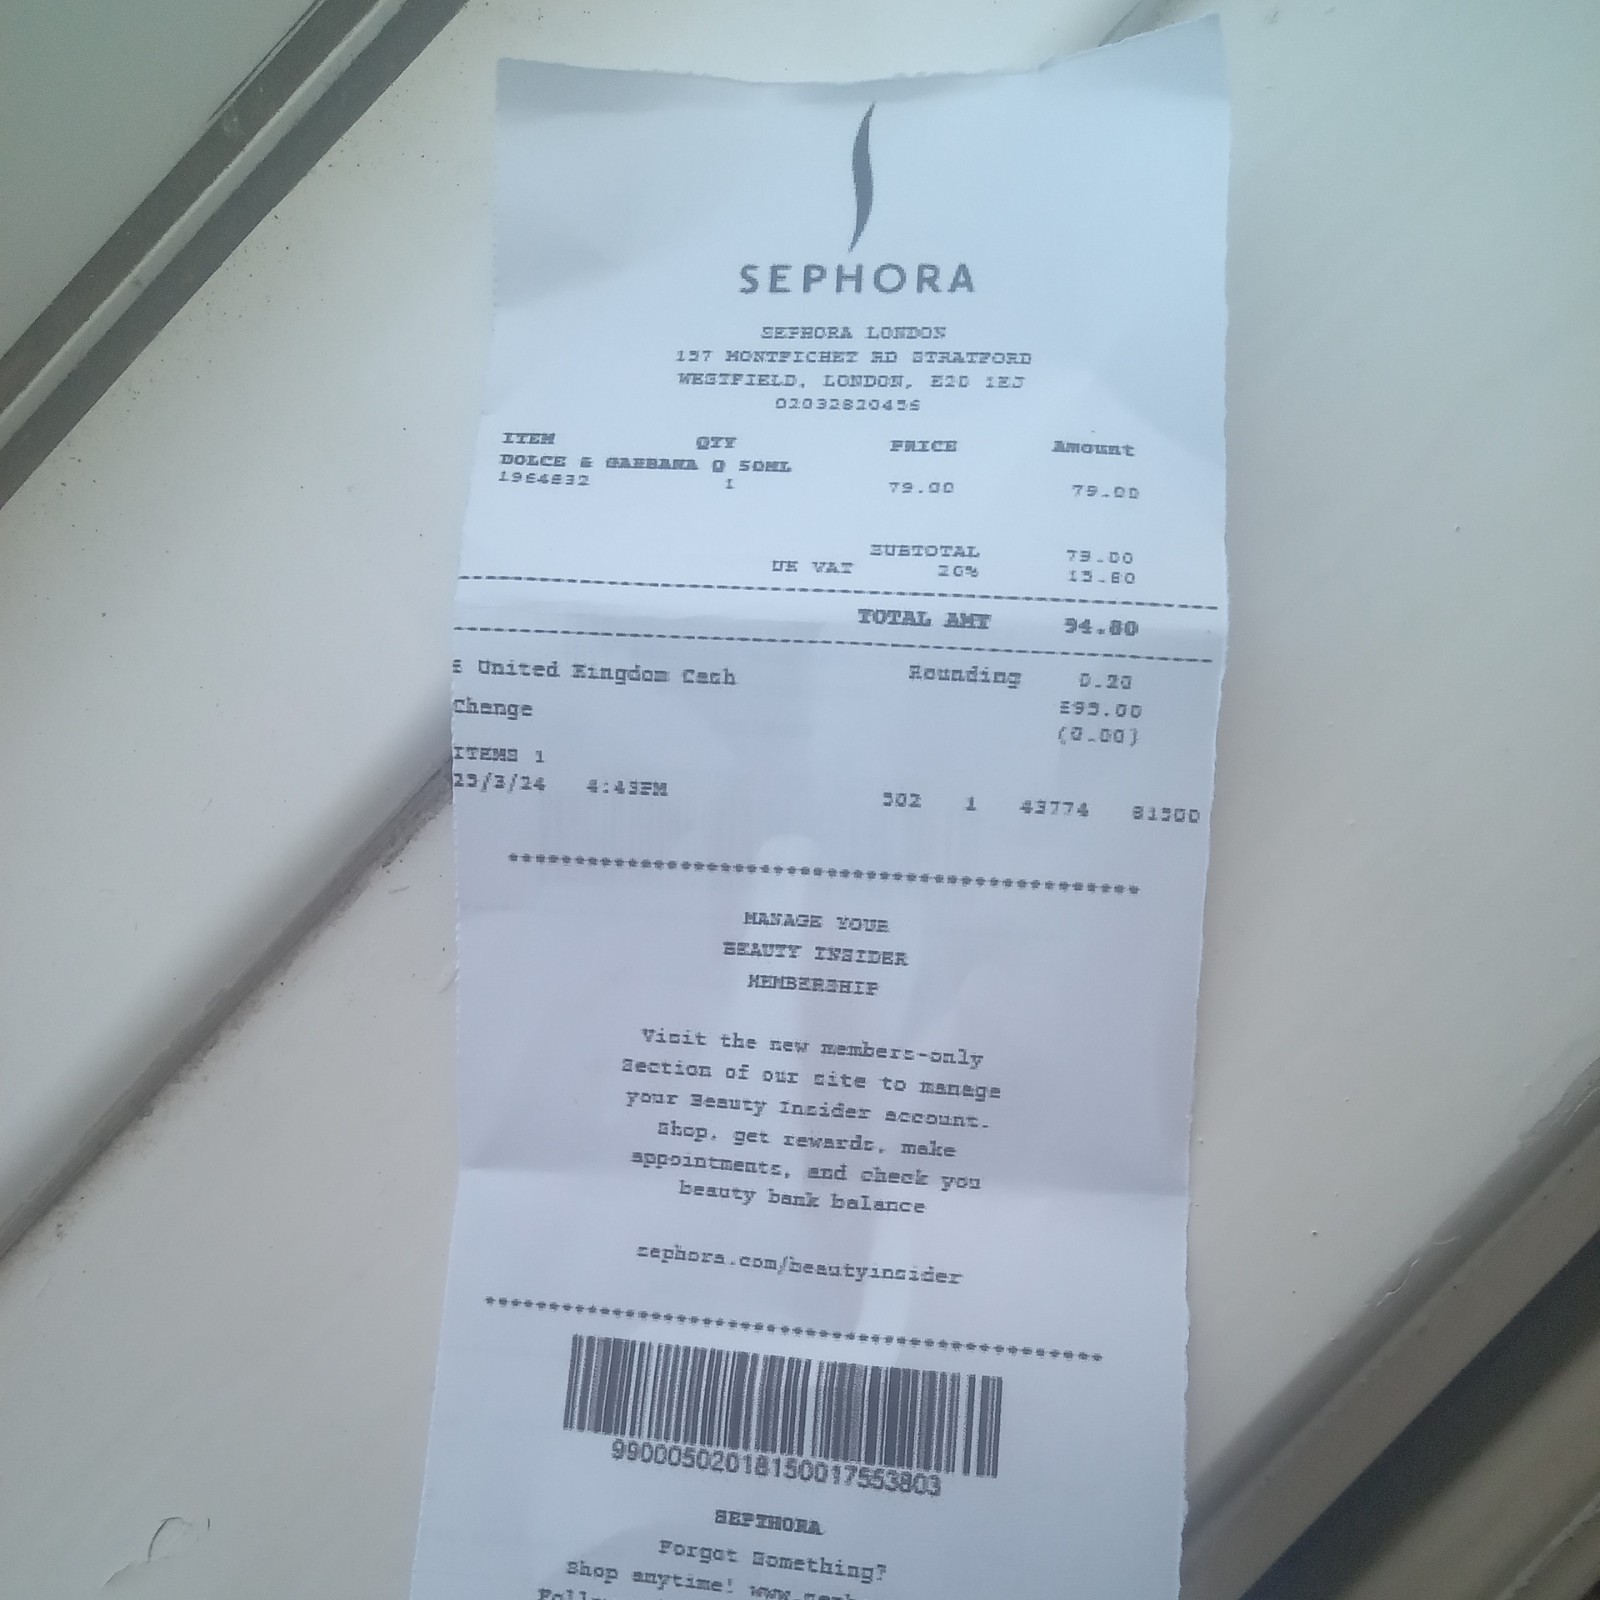 SEPHORA
SEPHORA LONDON
157 MONTFICHET RD STRATFORD
WESTFIELD, LONDON, E20 1EJ
02032820456
ITEM QTY PRICE Amount
DOLCE & GABBANA Q 50ML
1964832 1 79.00 79.00
SUBTOTAL 79.00
UK VAT 20% 15.80
TOTAL AMT 94.80
£ United Kingdom Cash Rounding 0.20
Change £95.00
(0.00)
ITEMS 1
25/3/24 4:43PM 502 1 43774 81500
MANAGE YOUR
BEAUTY INSIDER
MEMBERSHIP
Visit the new members-only
Section of our site to manage
your Beauty Insider account.
Shop, get rewards, make
appointments, and check you
beauty bank balance
sephora.com/beautyinsider
99000502018150017553803
SEPTHORA
Forgot Something?
Shop anytime!